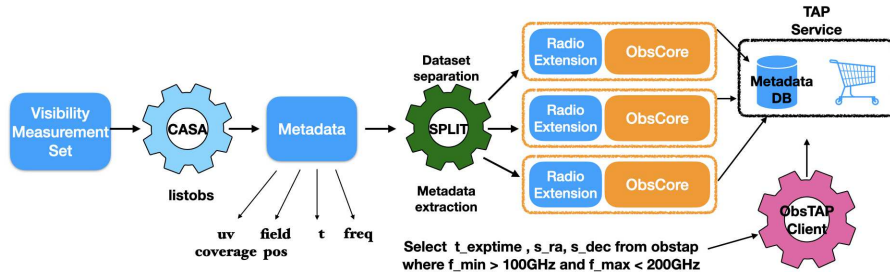 Visibility
Measurement
Set
CASA
listobs
Metadata
uv
coverage
field
pos
t
freq
Dataset
separation
SPLIT
Metadata
extraction
Radio
Extension
ObsCore
Radio
Extension
ObsCore
Radio
Extension
ObsCore
TAP
Service
Metadata
DB
ObsTAP
Client
Select t_exptime , s_ra, s_dec from obstap
where f_min > 100GHz and f_max < 200GHz